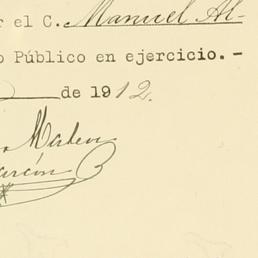 r el C. Manuel Al-
o Público en ejercicio.—
de 1912.